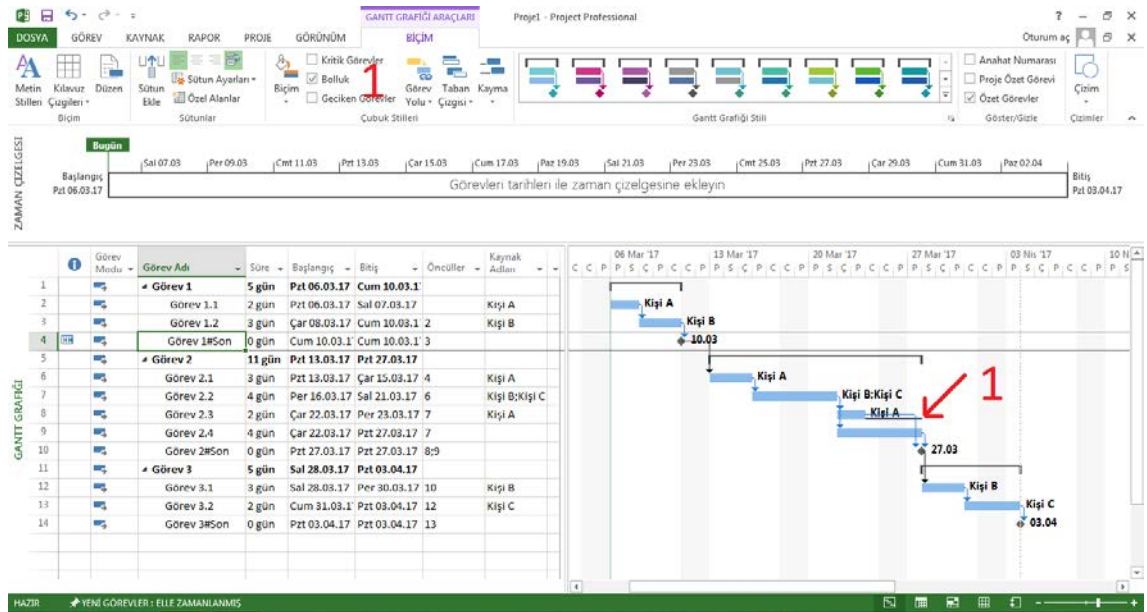 GANTT GRAFİĞİ ARAÇLARI
Proje1 - Project Professional
DOSYA GÖREV KAYNAK RAPOR PROJE GÖRÜNÜM BİÇİM
Oturum aç
Metin Stilleri
Kılavuz Çizgileri
Düzen
Biçim
Sütun Ekle
Sütun Ayarları
Özel Alanlar
Sütunlar
Biçim
Kritik Görevler
Bolluk
Geciken Görevler
1
Görev Yolu
Taban Çizgisi
Kayma
Çubuk Stilleri
Gantt Grafiği Stili
Anahat Numarası
Proje Özet Görevi
Özet Görevler
Göster/Gizle
Çizim
Çizimler
ZAMAN ÇİZELGESİ
Bugün
Sal 07.03 Per 09.03 Cmt 11.03 Pzt 13.03 Çar 15.03 Cum 17.03 Paz 19.03 Sal 21.03 Per 23.03 Cmt 25.03 Pzt 27.03 Çar 29.03 Cum 31.03 Paz 02.04
Başlangıç
Pzt 06.03.17
Görevleri tarihleri ile zaman çizelgesine ekleyin
Bitiş
Pzt 03.04.17
GANTT GRAFİĞİ
Görev Modu Görev Adı Süre Başlangıç Bitiş Öncüller Kaynak Adları
1 Görev 1 5 gün Pzt 06.03.17 Cum 10.03.1
2 Görev 1.1 2 gün Pzt 06.03.17 Sal 07.03.17 Kişi A
3 Görev 1.2 3 gün Çar 08.03.17 Cum 10.03.1 2 Kişi B
4 Görev 1#Son 0 gün Cum 10.03.1 Cum 10.03.1 3
5 Görev 2 11 gün Pzt 13.03.17 Pzt 27.03.17
6 Görev 2.1 3 gün Pzt 13.03.17 Çar 15.03.17 4 Kişi A
7 Görev 2.2 4 gün Per 16.03.17 Sal 21.03.17 6 Kişi B;Kişi C
8 Görev 2.3 2 gün Çar 22.03.17 Per 23.03.17 7 Kişi A
9 Görev 2.4 4 gün Çar 22.03.17 Pzt 27.03.17 7
10 Görev 2#Son 0 gün Pzt 27.03.17 Pzt 27.03.17 8;9
11 Görev 3 5 gün Sal 28.03.17 Pzt 03.04.17
12 Görev 3.1 3 gün Sal 28.03.17 Per 30.03.17 10 Kişi B
13 Görev 3.2 2 gün Cum 31.03.1 Pzt 03.04.17 12 Kişi C
14 Görev 3#Son 0 gün Pzt 03.04.17 Pzt 03.04.17 13
06 Mar '17 13 Mar '17 20 Mar '17 27 Mar '17 03 Nis '17 10 N
C C P P S Ç P C C P P S Ç P C C P P S Ç P C C P P S Ç P C C P P S Ç P C C P P S
Kişi A
Kişi B
10.03
Kişi A
Kişi B;Kişi C
Kişi A
1
27.03
Kişi B
Kişi C
03.04
HAZIR YENİ GÖREVLER : ELLE ZAMANLANMIŞ